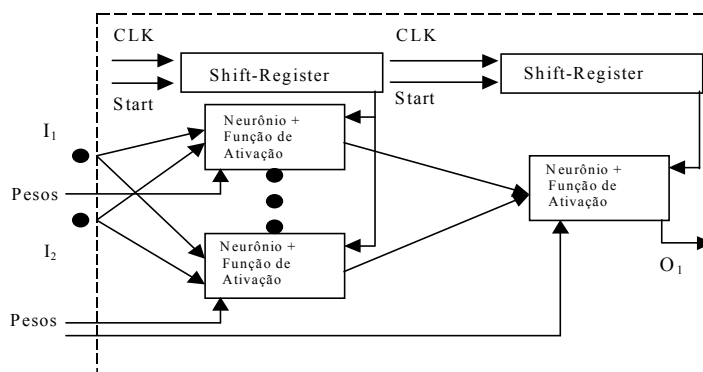 CLK
CLK
Shift-Register
Shift-Register
Start
Start
I1
Neurônio +
Função de
Ativação
Neurônio +
Função de
Ativação
Pesos
I2
Neurônio +
Função de
Ativação
O1
Pesos